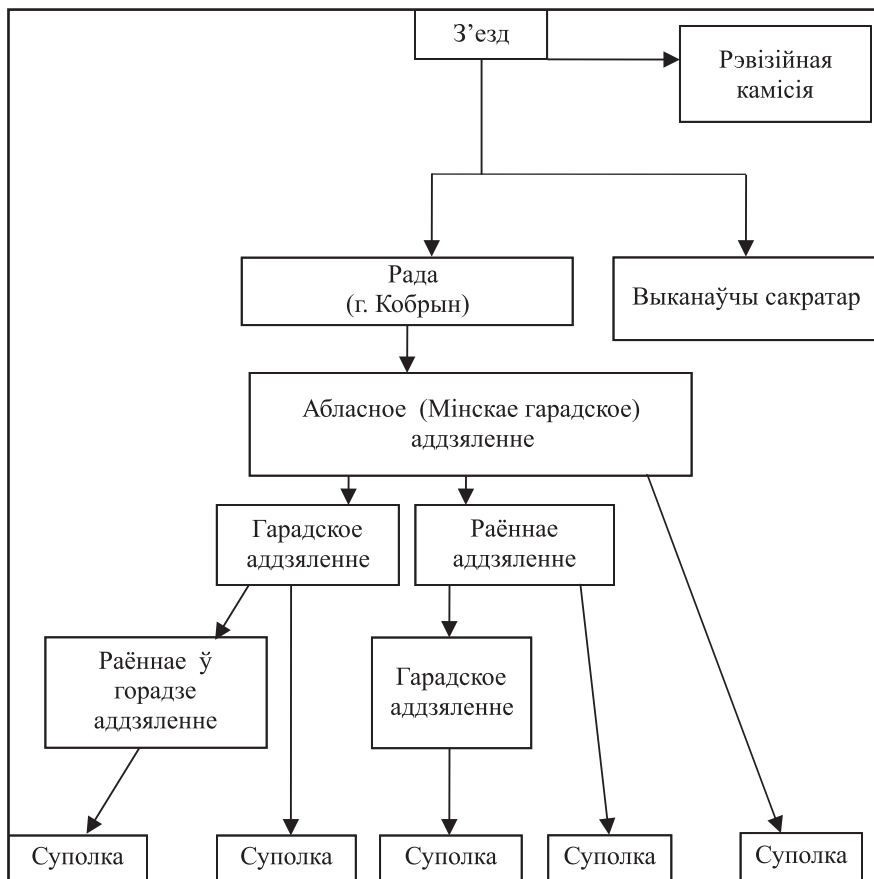 З’езд
Рэвізійная
камісія
Рада
(г. Кобрын)
Выканаўчы сакратар
Абласное (Мінскае гарадское)
аддзяленне
Гарадское
аддзяленне
Раённае
аддзяленне
Раённае ў
горадзе
аддзяленне
Гарадское
аддзяленне
Суполка
Суполка
Суполка
Суполка
Суполка